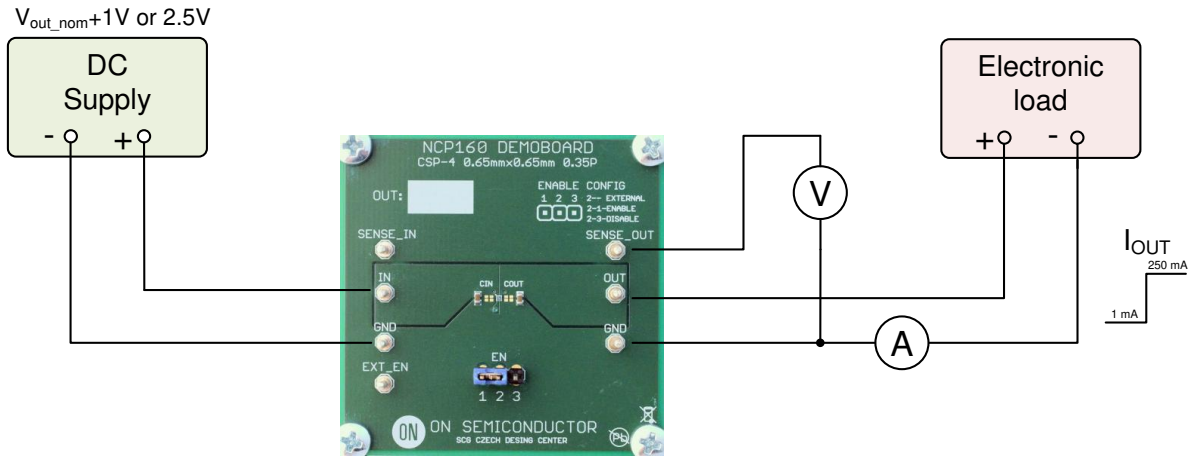 Vout_nom+1V or 2.5V
DC
Supply
- +
Electronic
load
+ -
NCP160 DEMOBOARD
CSP-4 0.65mmx0.65mm 0.35P
OUT:
ENABLE CONFIG
1 2 3 2-- EXTERNAL
2-1-ENABLE
2-3-DISABLE
V
SENSE_IN
SENSE_OUT
IN
CIN
COUT
OUT
IOUT
250 mA
1 mA
GND
GND
A
EXT_EN
EN
1 2 3
ON
ON SEMICONDUCTOR
SCG CZECH DESING CENTER
Pb